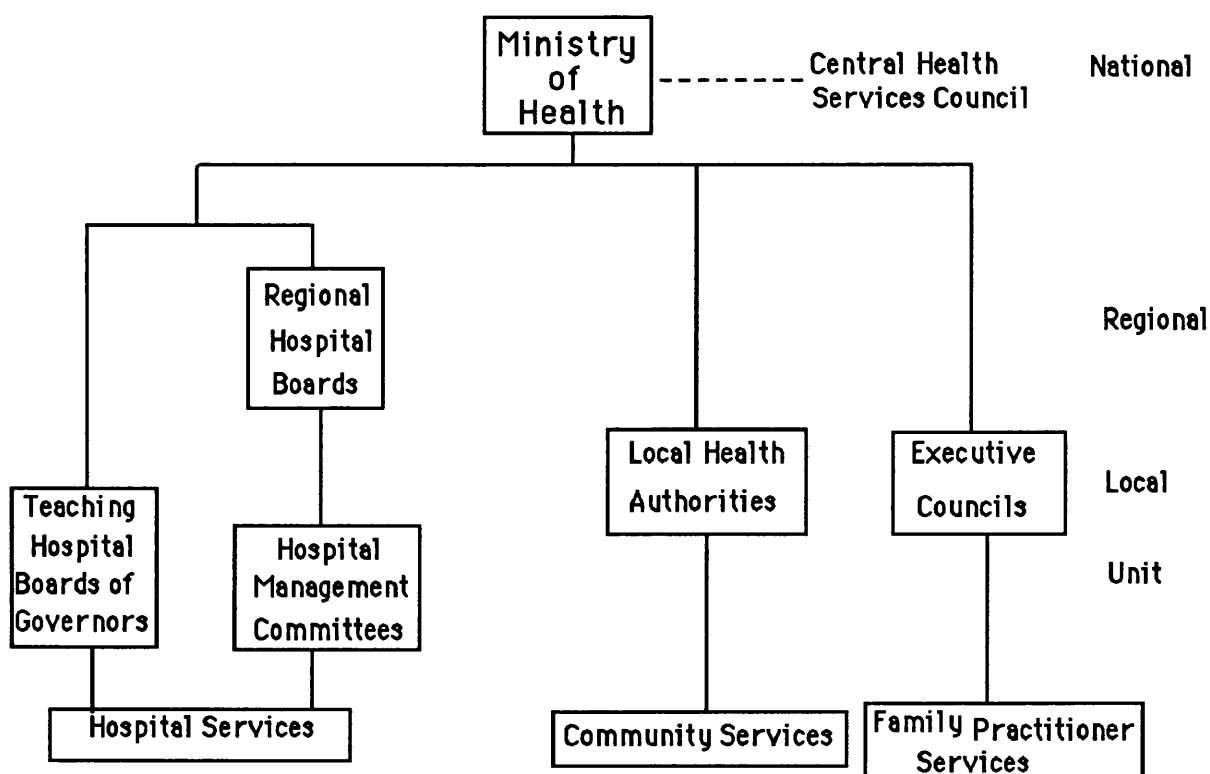 Ministry
of
Health
Central Health
Services Council
National
Regional
Hospital
Boards
Regional
Local Health
Authorities
Executive
Councils
Local
Teaching
Hospital
Boards of
Governors
Hospital
Management
Committees
Unit
Hospital Services
Community Services
Family Practitioner
Services